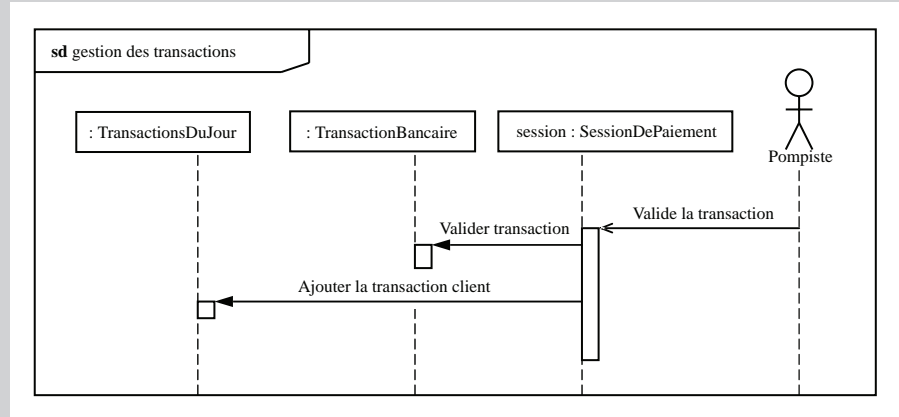 sd gestion des transactions
: TransactionsDuJour
: TransactionBancaire
session : SessionDePaiement
Pompiste
Valide la transaction
Valider transaction
Ajouter la transaction client